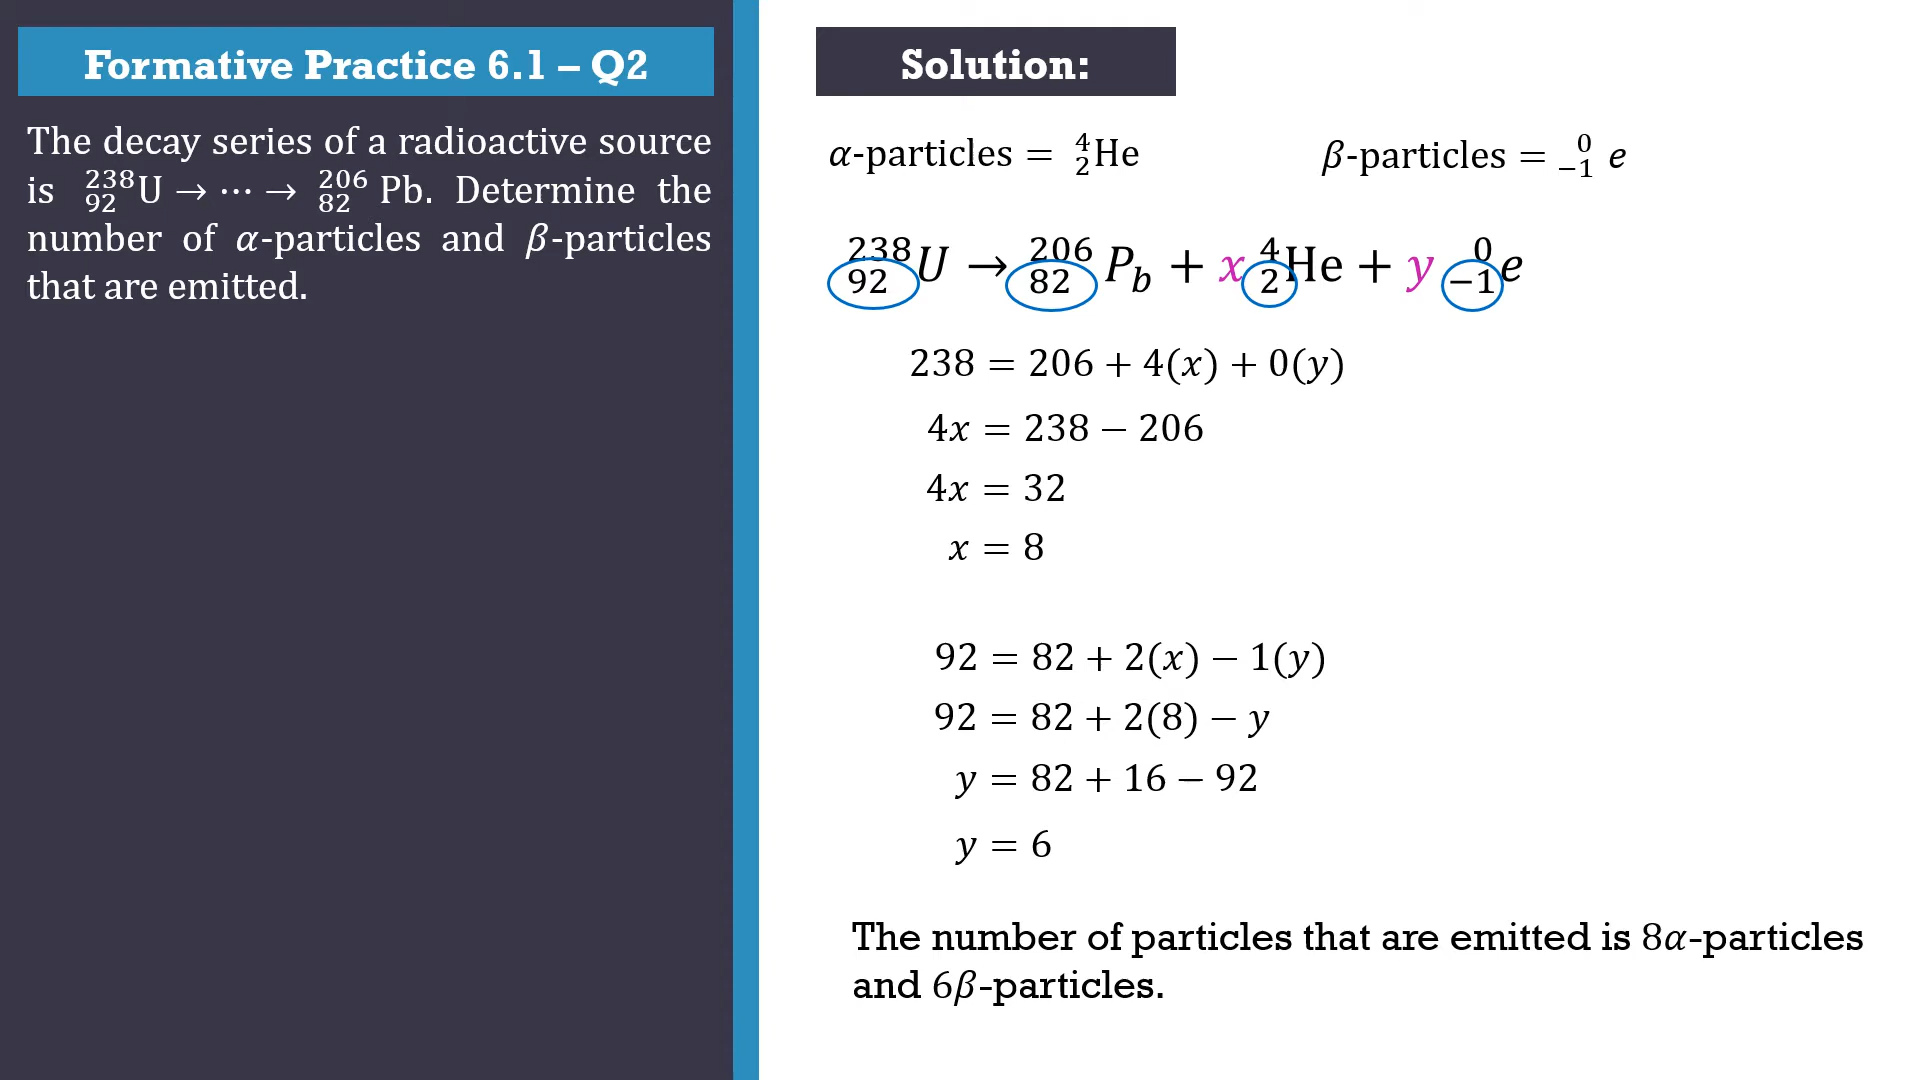 Formative Practice 6.1 – Q2
The decay series of a radioactive source
is ²³⁸₉₂U → ⋯ → ²⁰⁶₈₂Pb. Determine the
number of α-particles and β-particles
that are emitted.
Solution:
α-particles = ⁴₂He
β-particles = ⁰₋₁e
²³⁸₉₂U → ²⁰⁶₈₂P_b + x ⁴₂He + y ⁰₋₁e
238 = 206 + 4(x) + 0(y)
4x = 238 − 206
4x = 32
x = 8
92 = 82 + 2(x) − 1(y)
92 = 82 + 2(8) − y
y = 82 + 16 − 92
y = 6
The number of particles that are emitted is 8α-particles
and 6β-particles.